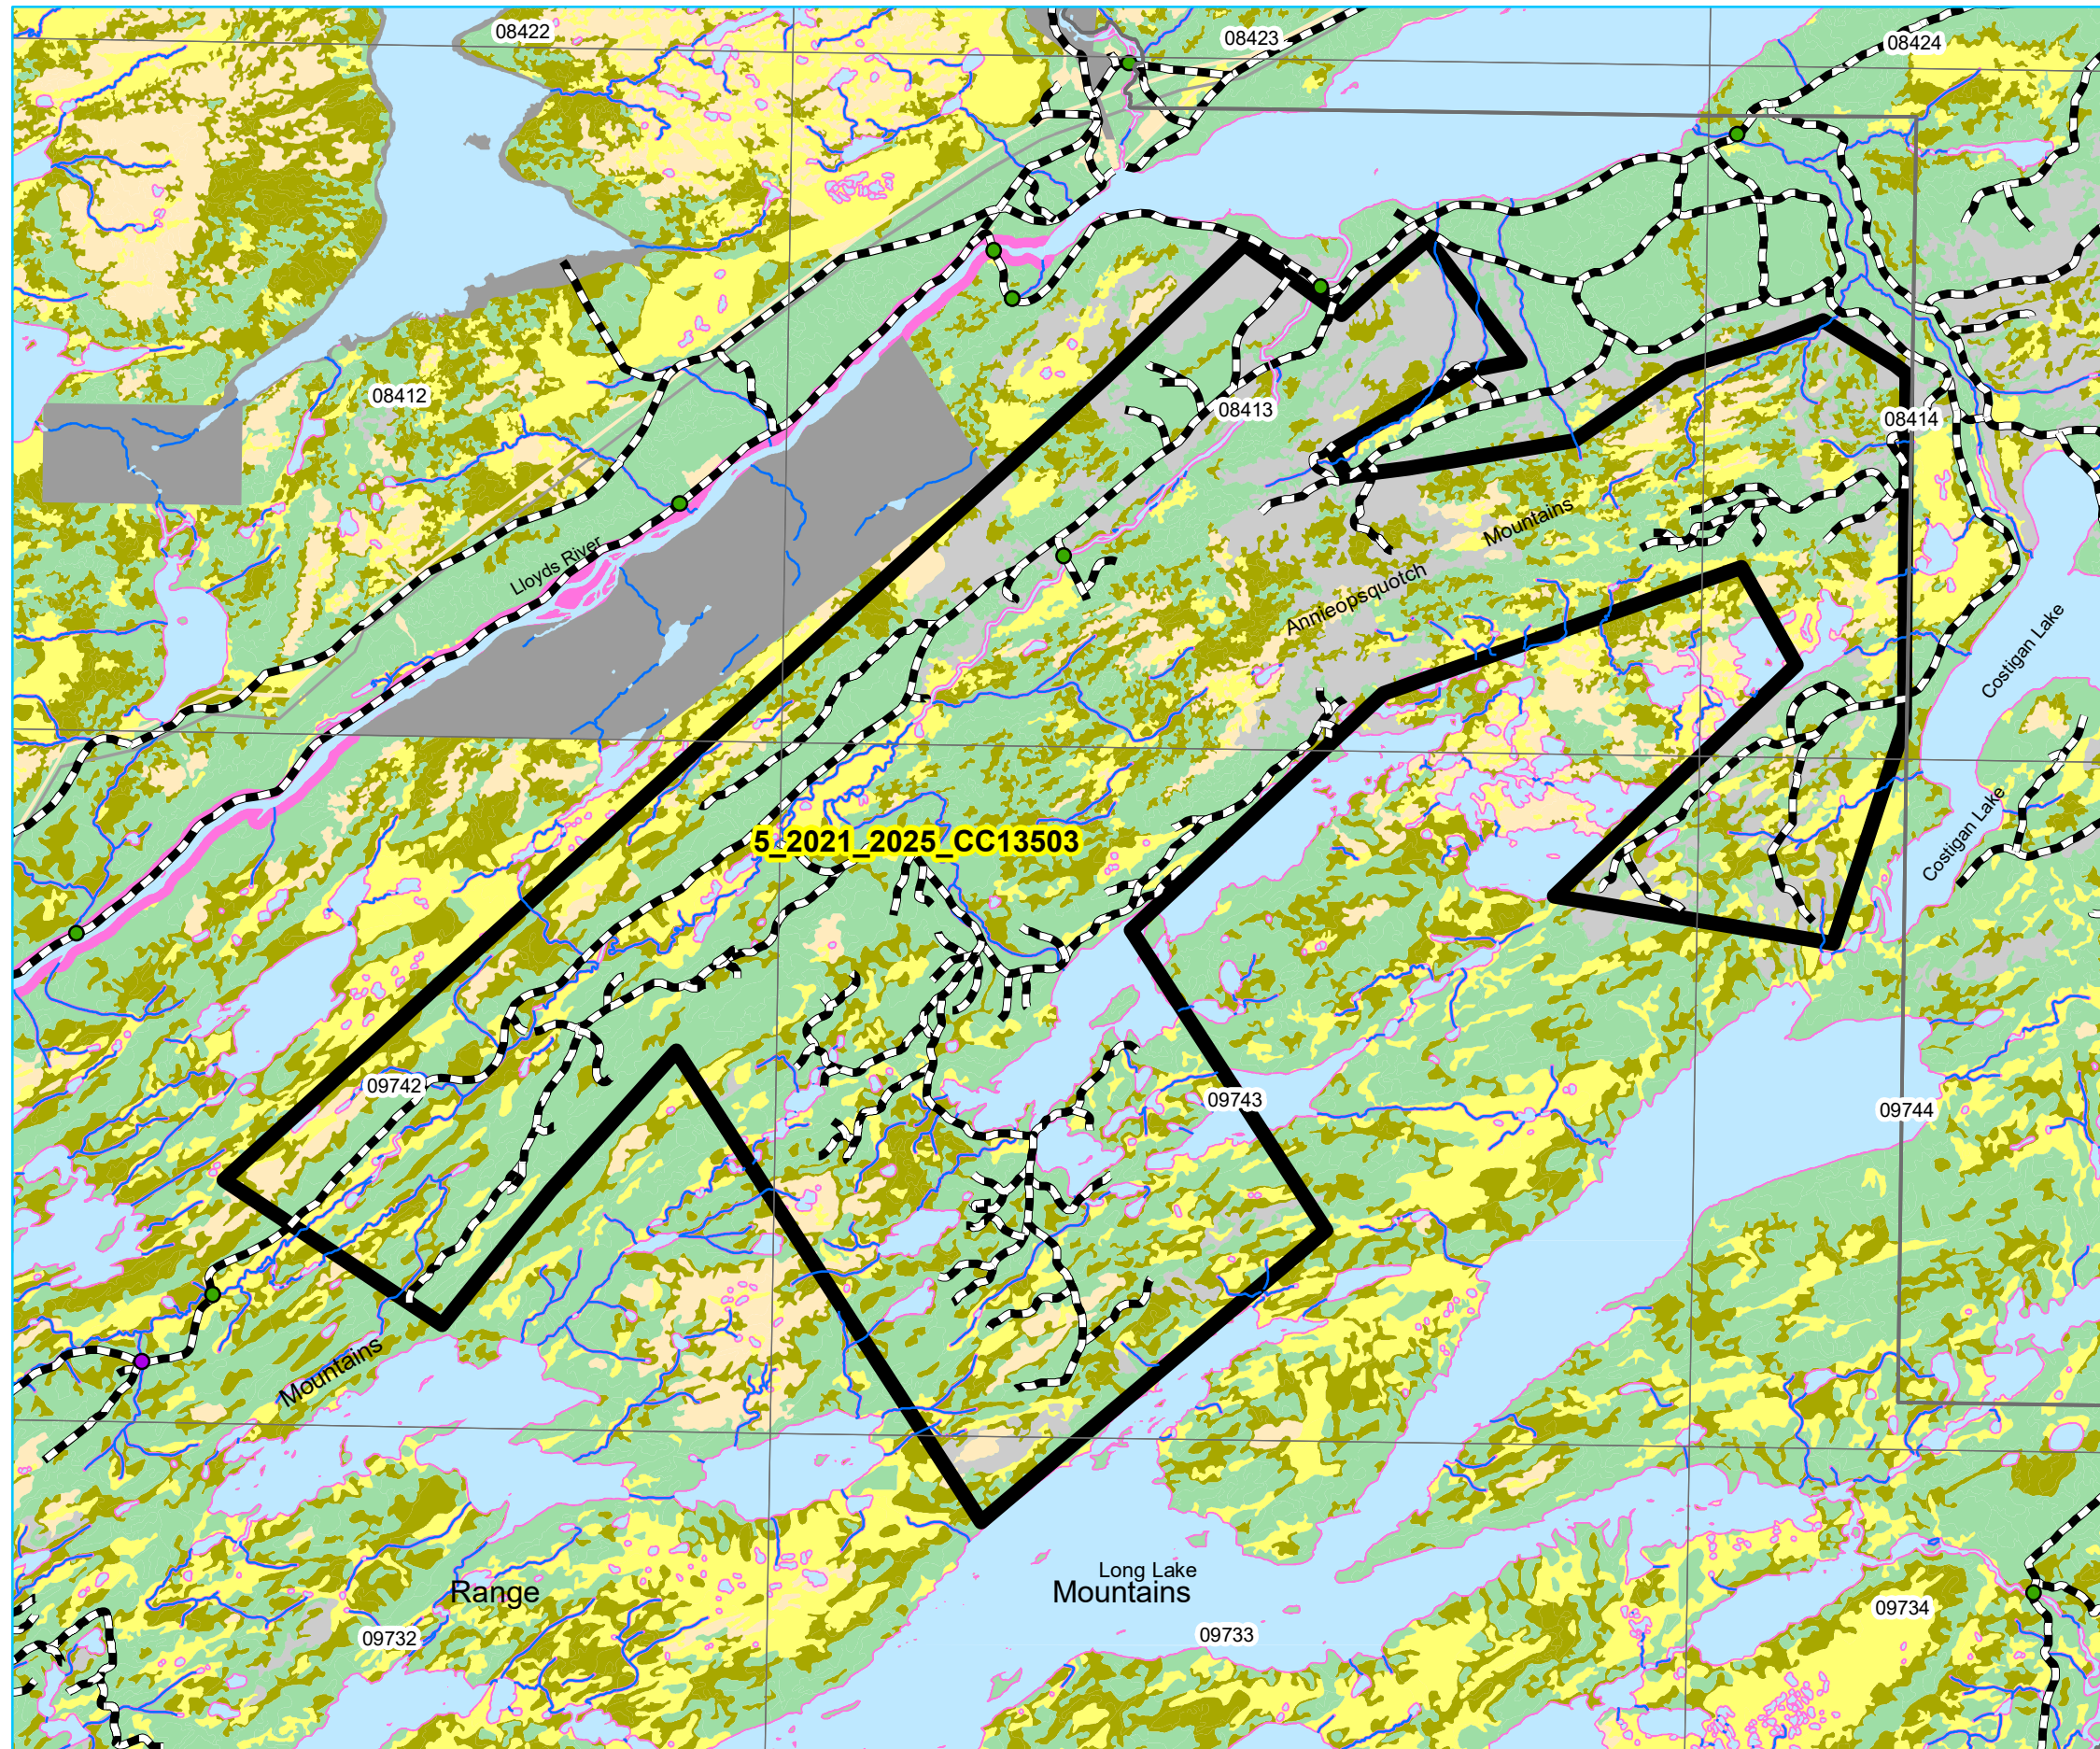 08422
08423
08424
08412
08413
08414
Lloyds River
Mountains
Annieopsquotch
Costigan Lake
Costigan Lake
5_2021_2025_CC13503
09742
09743
09744
Mountains
Long Lake
Range
Mountains
09732
09733
09734